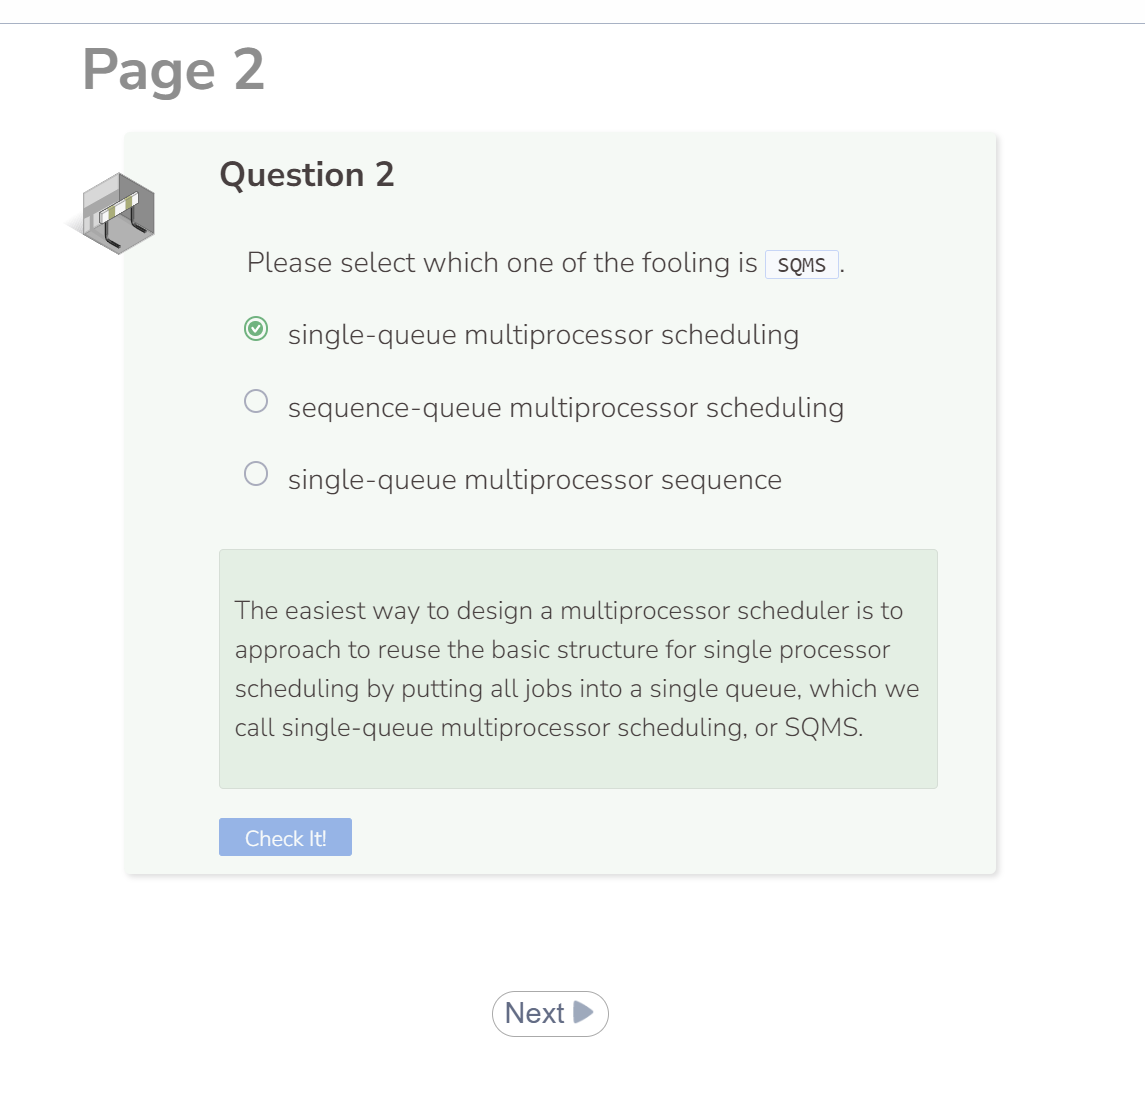 Page 2
Question 2
Please select which one of the fooling is SQMS.
single-queue multiprocessor scheduling
sequence-queue multiprocessor scheduling
single-queue multiprocessor sequence
The easiest way to design a multiprocessor scheduler is to
approach to reuse the basic structure for single processor
scheduling by putting all jobs into a single queue, which we
call single-queue multiprocessor scheduling, or SQMS.
Check It!
Next